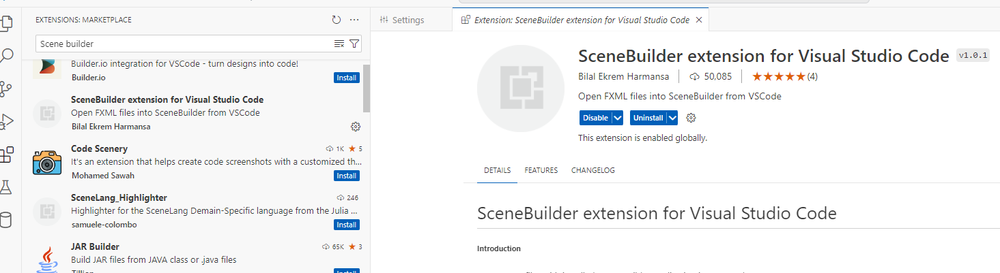 EXTENSIONS: MARKETPLACE
Scene builder
Builder.io integration for VSCode - turn designs into code!
Builder.io
Install
SceneBuilder extension for Visual Studio Code
Open FXML files into SceneBuilder from VSCode
Bilal Ekrem Harmansa
Code Scenery
1K
5
It's an extension that helps create code screenshots with a customized th...
Mohamed Sawah
Install
SceneLang_Highlighter
246
Highlighter for the SceneLang Demain-Specific language from the Julia ...
samuele-colombo
Install
JAR Builder
65K
3
Build JAR files from JAVA class or .java files
Settings
Extension: SceneBuilder extension for Visual Studio Code
SceneBuilder extension for Visual Studio Code
v1.0.1
Bilal Ekrem Harmansa
50,085
(4)
Open FXML files into SceneBuilder from VSCode
Disable
Uninstall
This extension is enabled globally.
DETAILS
FEATURES
CHANGELOG
SceneBuilder extension for Visual Studio Code
Introduction